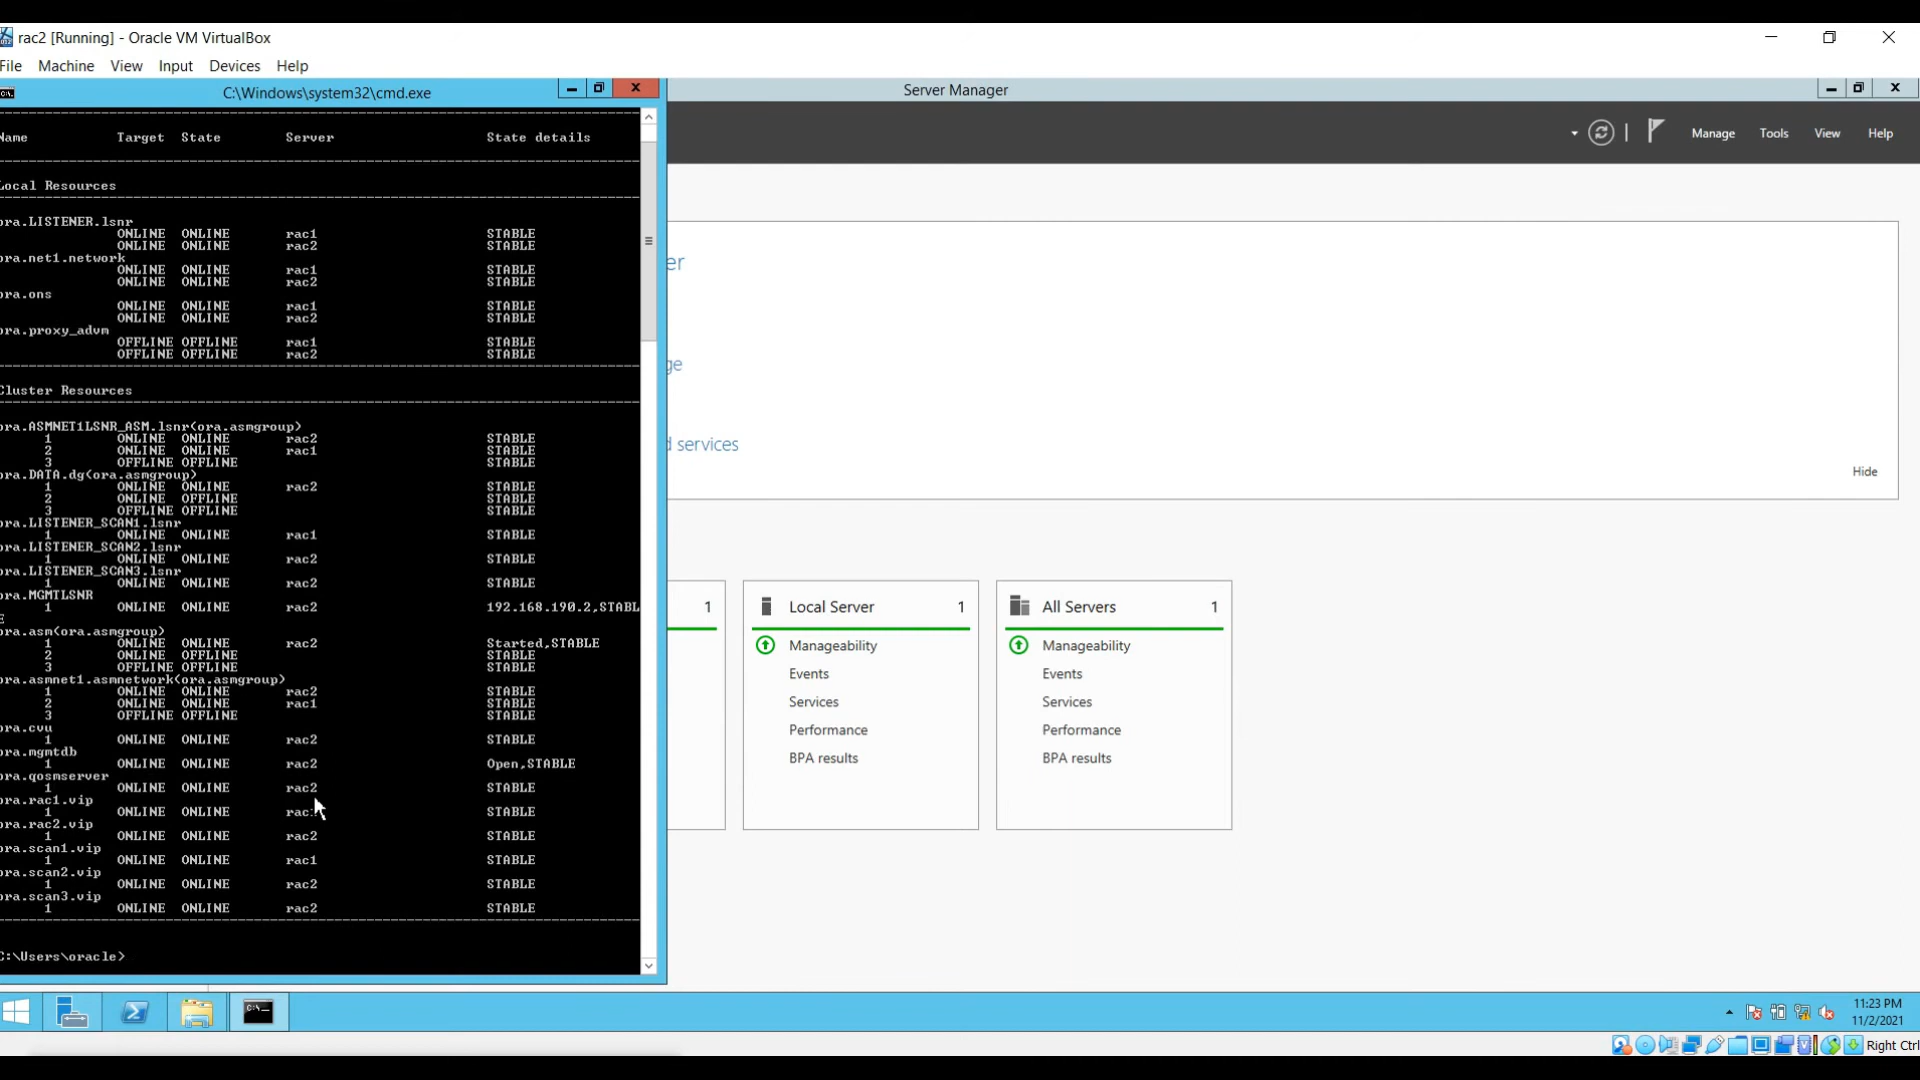 rac2 [Running] - Oracle VM VirtualBox
File Machine View Input Devices Help
C:\Windows\system32\cmd.exe
Server Manager
Manage Tools View Help
Name Target State Server State details
Local Resources
ora.LISTENER.lsnr
ONLINE ONLINE rac1 STABLE
ONLINE ONLINE rac2 STABLE
ora.net1.network
ONLINE ONLINE rac1 STABLE
ONLINE ONLINE rac2 STABLE
ora.ons
ONLINE ONLINE rac1 STABLE
ONLINE ONLINE rac2 STABLE
ora.proxy_advm
OFFLINE OFFLINE rac1 STABLE
OFFLINE OFFLINE rac2 STABLE
Cluster Resources
ora.ASMNET1LSNR_ASM.lsnr(ora.asmgroup)
1 ONLINE ONLINE rac2 STABLE
2 ONLINE ONLINE rac1 STABLE
3 OFFLINE OFFLINE STABLE
ora.DATA.dg(ora.asmgroup)
1 ONLINE ONLINE rac2 STABLE
2 ONLINE OFFLINE STABLE
3 OFFLINE OFFLINE STABLE
ora.LISTENER_SCAN1.lsnr
1 ONLINE ONLINE rac1 STABLE
ora.LISTENER_SCAN2.lsnr
1 ONLINE ONLINE rac2 STABLE
ora.LISTENER_SCAN3.lsnr
1 ONLINE ONLINE rac2 STABLE
ora.MGMTLSNR
1 ONLINE ONLINE rac2 192.168.190.2,STABL
E
ora.asm(ora.asmgroup)
1 ONLINE ONLINE rac2 Started,STABLE
2 ONLINE OFFLINE STABLE
3 OFFLINE OFFLINE STABLE
ora.asmnet1.asmnetwork(ora.asmgroup)
1 ONLINE ONLINE rac2 STABLE
2 ONLINE ONLINE rac1 STABLE
3 OFFLINE OFFLINE STABLE
ora.cvu
1 ONLINE ONLINE rac2 STABLE
ora.mgmtdb
1 ONLINE ONLINE rac2 Open,STABLE
ora.qosmserver
1 ONLINE ONLINE rac2 STABLE
ora.rac1.vip
1 ONLINE ONLINE rac1 STABLE
ora.rac2.vip
1 ONLINE ONLINE rac2 STABLE
ora.scan1.vip
1 ONLINE ONLINE rac1 STABLE
ora.scan2.vip
1 ONLINE ONLINE rac2 STABLE
ora.scan3.vip
1 ONLINE ONLINE rac2 STABLE
C:\Users\oracle>
er
ge
d services
Hide
1
Local Server 1
Manageability
Events
Services
Performance
BPA results
All Servers 1
Manageability
Events
Services
Performance
BPA results
11:23 PM
11/2/2021
Right Ctrl